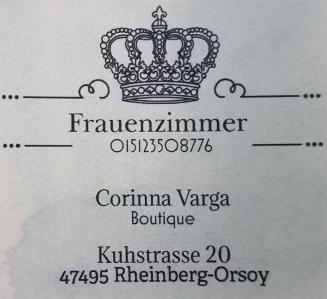 Frauenzimmer
015123508776
Corinna Varga
Boutique
Kuhstrasse 20
47495 Rheinberg-Orsoy